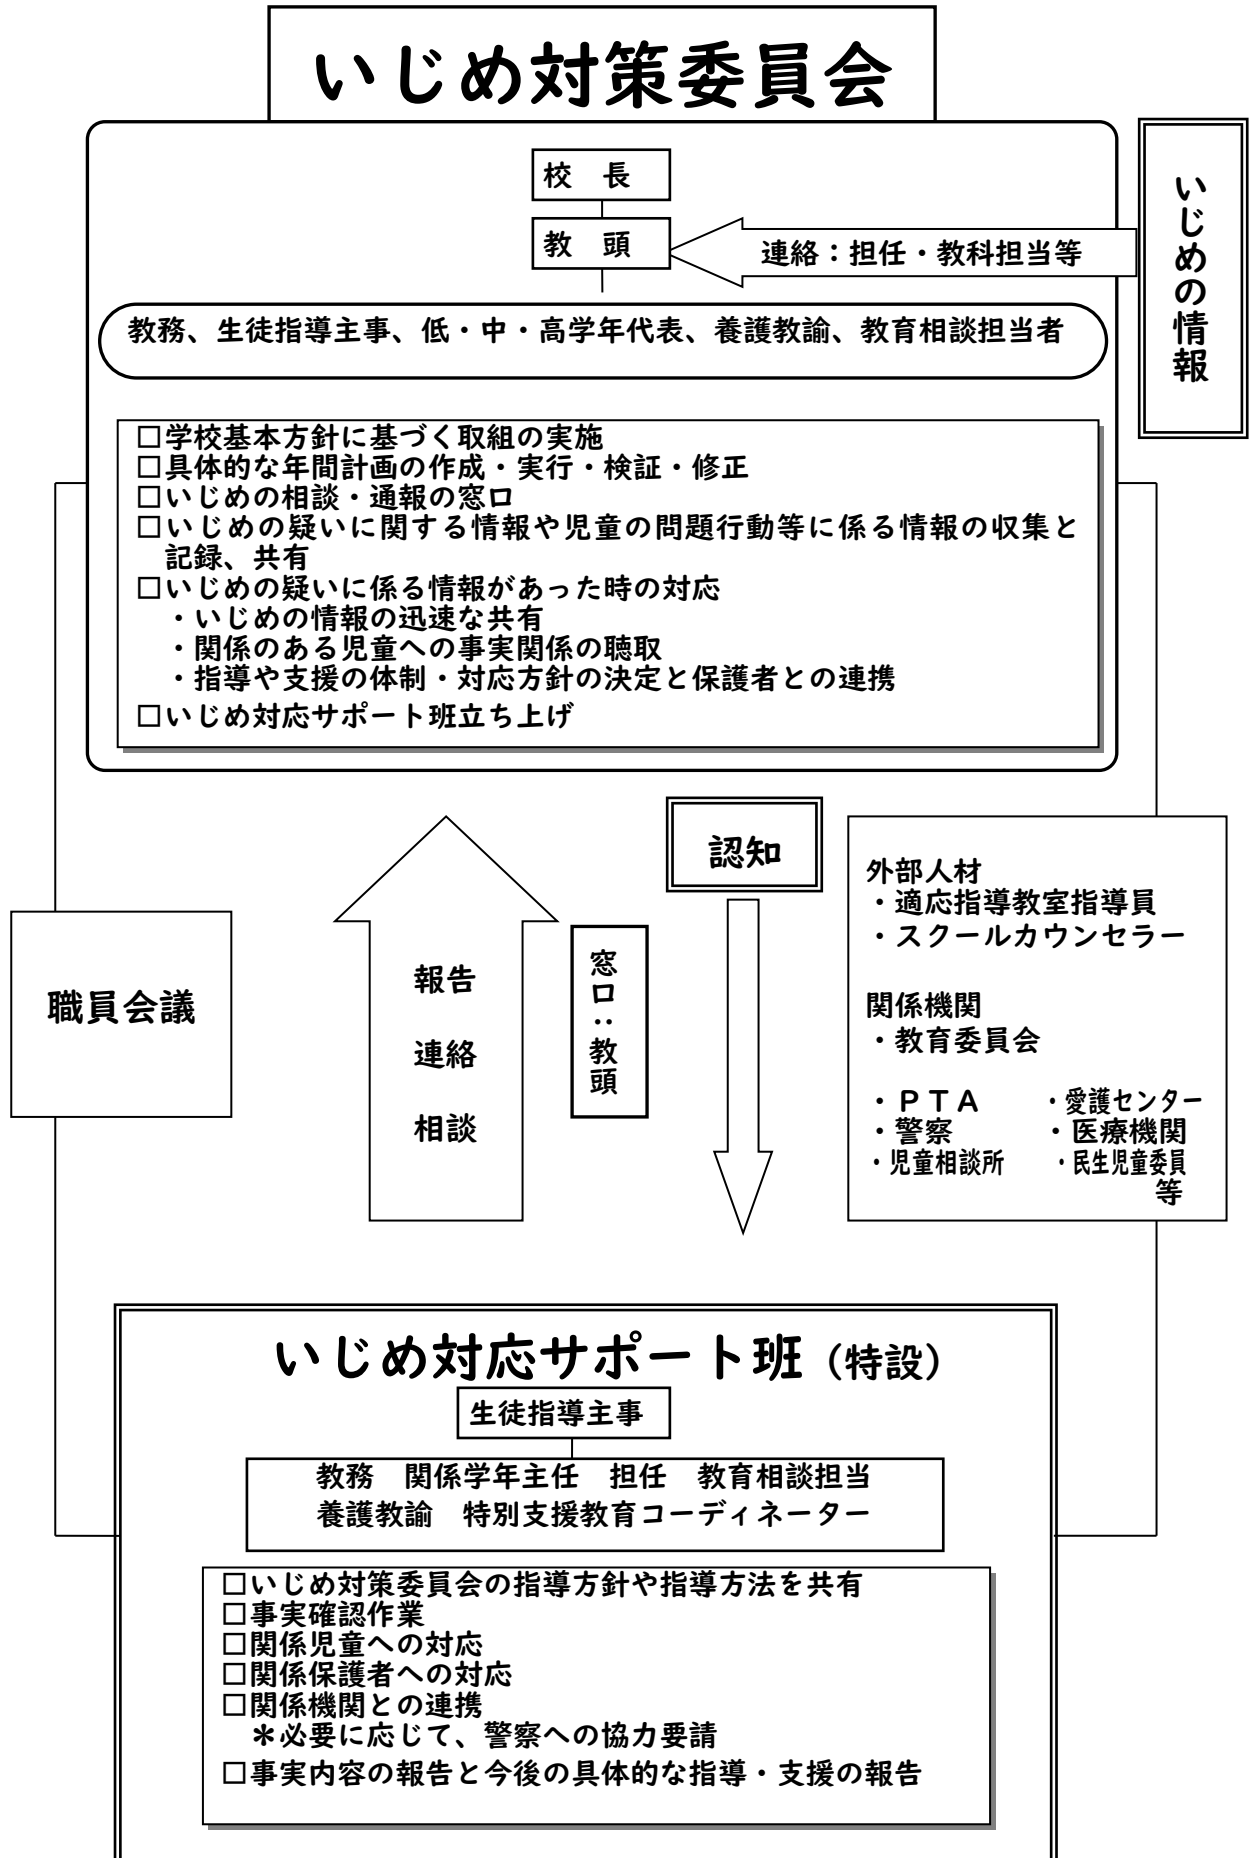 いじめ対策委員会
校　長
教　頭
連絡：担任・教科担当等
いじめの情報
教務、生徒指導主事、低・中・高学年代表、養護教諭、教育相談担当者
□学校基本方針に基づく取組の実施
□具体的な年間計画の作成・実行・検証・修正
□いじめの相談・通報の窓口
□いじめの疑いに関する情報や児童の問題行動等に係る情報の収集と
記録、共有
□いじめの疑いに係る情報があった時の対応
・いじめの情報の迅速な共有
・関係のある児童への事実関係の聴取
・指導や支援の体制・対応方針の決定と保護者との連携
□いじめ対応サポート班立ち上げ
職員会議
報告
連絡
相談
窓口：教頭
認知
外部人材
・適応指導教室指導員
・スクールカウンセラー
関係機関
・教育委員会
・ＰＴＡ　　・愛護センター
・警察　　　・医療機関
・児童相談所　　・民生児童委員
等
いじめ対応サポート班（特設）
生徒指導主事
教務　関係学年主任　担任　教育相談担当
養護教諭　特別支援教育コーディネーター
□いじめ対策委員会の指導方針や指導方法を共有
□事実確認作業
□関係児童への対応
□関係保護者への対応
□関係機関との連携
＊必要に応じて、警察への協力要請
□事実内容の報告と今後の具体的な指導・支援の報告